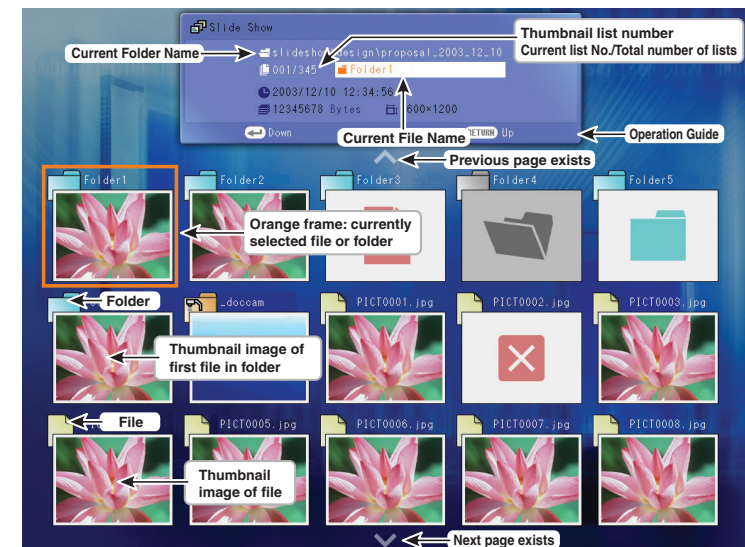 Slide Show
Thumbnail list number
Current list No./Total number of lists
Current Folder Name
slidesho design\proposal_2003_12_10
001/345 Folder1
2003/12/10 12:34:56
12345678 Bytes 600×1200
Down
Current File Name
RETURN Up
Operation Guide
Previous page exists
Folder1 Folder2 Folder3 Folder4 Folder5
Orange frame: currently
selected file or folder
Folder
_doccam PICT0001.jpg PICT0002.jpg PICT0003.jpg
Thumbnail image of
first file in folder
File
PICT0005.jpg PICT0006.jpg PICT0007.jpg PICT0008.jpg
Thumbnail
image of file
Next page exists